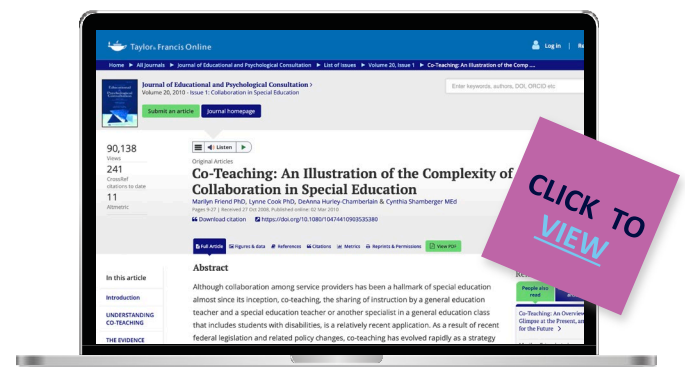 Taylor & Francis Online
Log in | Re
Home ▶ All Journals ▶ Journal of Educational and Psychological Consultation ▶ List of Issues ▶ Volume 20, Issue 1 ▶ Co-Teaching: An Illustration of the Comp ....
Journal of Educational and Psychological Consultation >
Volume 20, 2010 - Issue 1: Collaboration in Special Education
Enter keywords, authors, DOI, ORCID etc
Submit an article
Journal homepage
90,138
Views
241
CrossRef
citations to date
11
Altmetric
Listen
Original Articles
Co-Teaching: An Illustration of the Complexity of
Collaboration in Special Education
Marilyn Friend PhD, Lynne Cook PhD, DeAnna Hurley-Chamberlain & Cynthia Shamberger MEd
Pages 9-27 | Received 27 Oct 2008, Published online: 02 Mar 2010
Download citation https://doi.org/10.1080/10474410903535380
CLICK TO
VIEW
Full Article Figures & data References Citations Metrics Reprints & Permissions View PDF
In this article
Introduction
UNDERSTANDING
CO-TEACHING
THE EVIDENCE
Abstract
Although collaboration among service providers has been a hallmark of special education
almost since its inception, co-teaching, the sharing of instruction by a general education
teacher and a special education teacher or another specialist in a general education class
that includes students with disabilities, is a relatively recent application. As a result of recent
federal legislation and related policy changes, co-teaching has evolved rapidly as a strategy
People also
read
Co-Teaching: An Overview
Glimpse at the Present, an
for the Future >